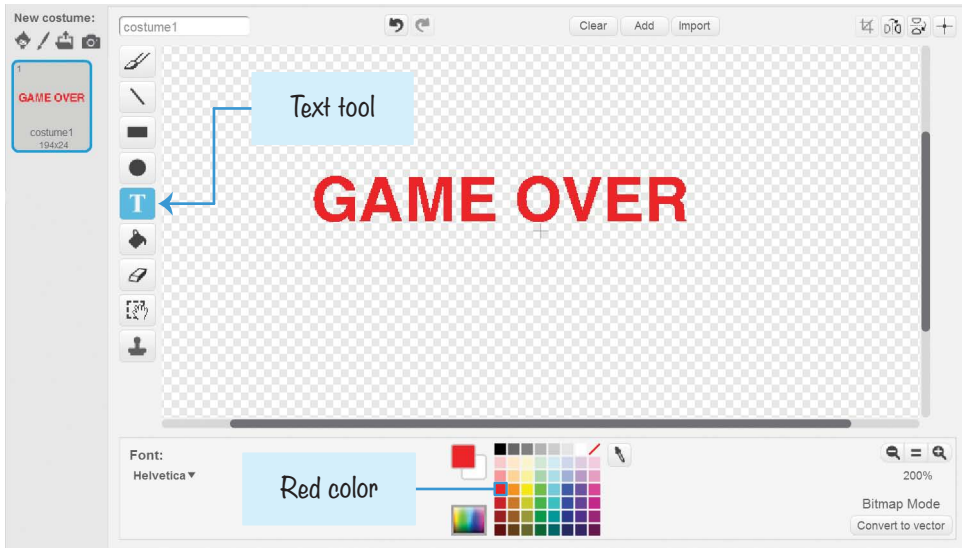 New costume:
costume1
Clear
Add
Import
1
GAME OVER
costume1
194x24
Text tool
T
GAME OVER
Font:
Helvetica
Red color
200%
Bitmap Mode
Convert to vector